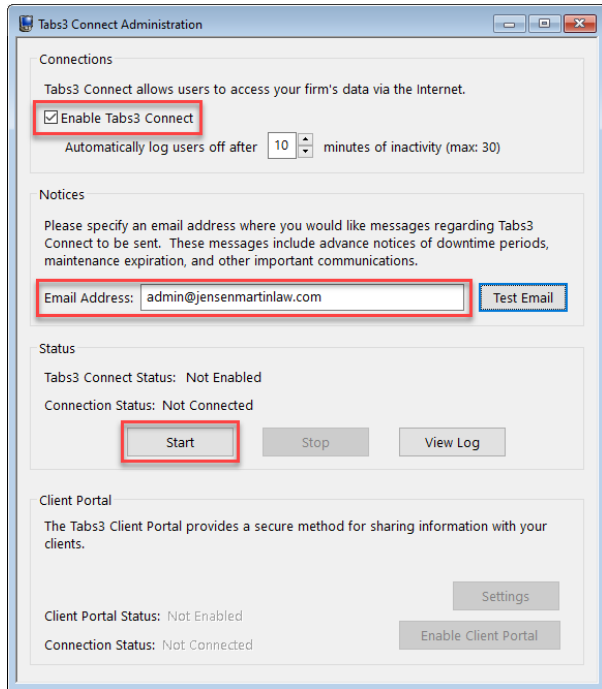 Tabs3 Connect Administration
Connections
Tabs3 Connect allows users to access your firm's data via the Internet.
Enable Tabs3 Connect
Automatically log users off after 10 minutes of inactivity (max: 30)
Notices
Please specify an email address where you would like messages regarding Tabs3
Connect to be sent. These messages include advance notices of downtime periods,
maintenance expiration, and other important communications.
Email Address: admin@jensenmartinlaw.com Test Email
Status
Tabs3 Connect Status: Not Enabled
Connection Status: Not Connected
Start Stop View Log
Client Portal
The Tabs3 Client Portal provides a secure method for sharing information with your
clients.
Settings
Client Portal Status: Not Enabled
Enable Client Portal
Connection Status: Not Connected